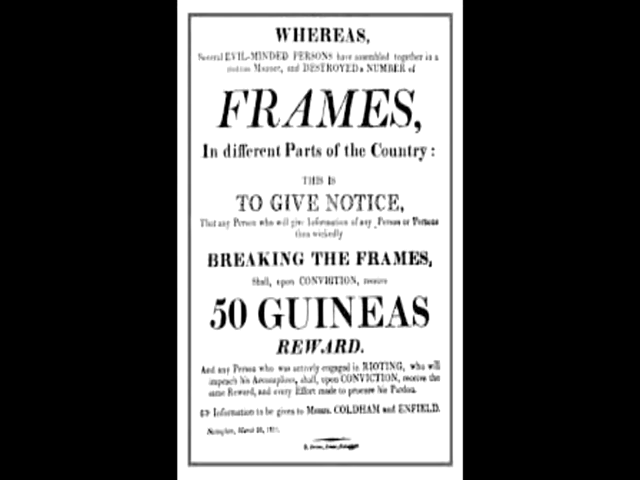 WHEREAS,
Several EVIL-MINDED PERSONS have assembled together in a
riotous Manner, and DESTROYED a NUMBER of
FRAMES,
In different Parts of the Country:
THIS IS
TO GIVE NOTICE,
That any Person who will give Information of any Person or Persons
thus wickedly
BREAKING THE FRAMES,
Shall, upon CONVICTION, receive
50 GUINEAS
REWARD.
And any Person who was actively engaged in RIOTING, who will
impeach his Accomplices, shall, upon CONVICTION, receive the
same Reward, and every Effort made to procure his Pardon.
☞ Information to be given to Messrs. COLDHAM and ENFIELD.
Nottingham, March